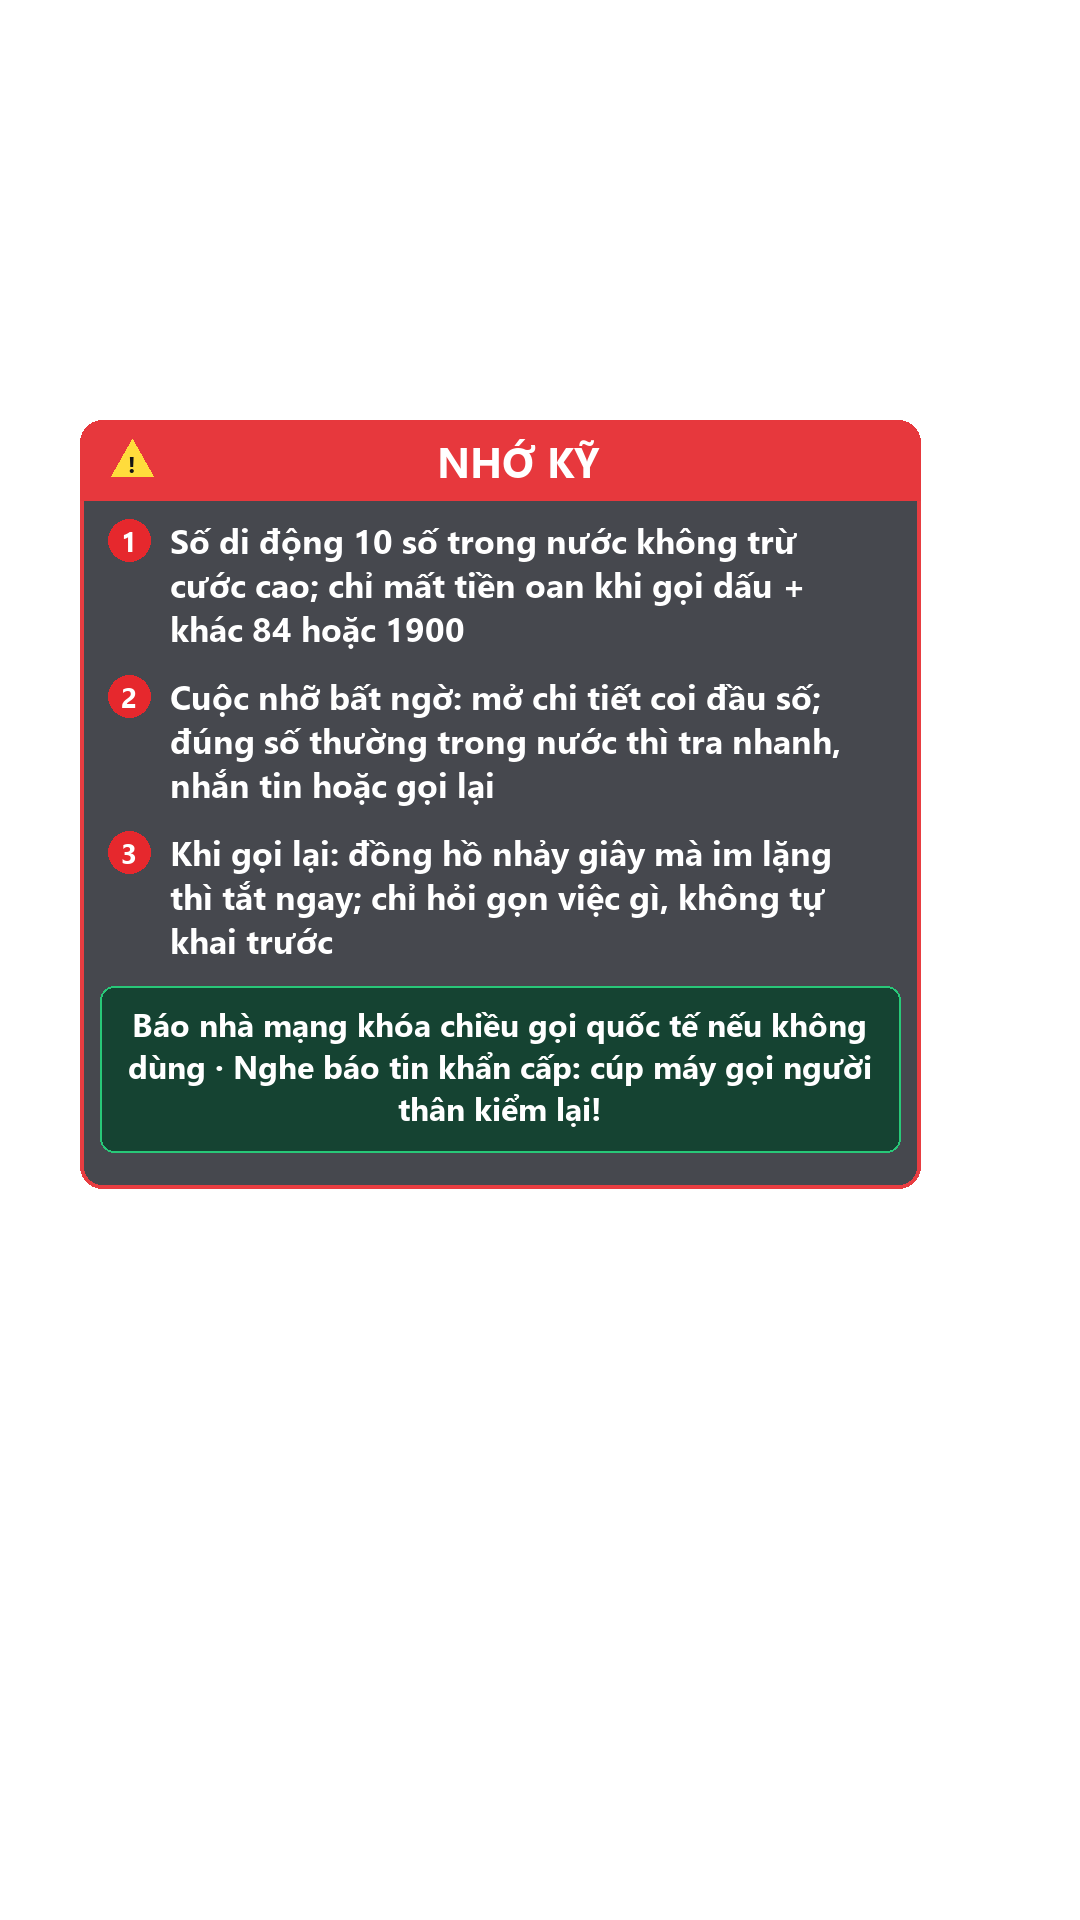 !
NHỚ KỸ
1 Số di động 10 số trong nước không trừ
cước cao; chỉ mất tiền oan khi gọi dấu +
khác 84 hoặc 1900
2 Cuộc nhỡ bất ngờ: mở chi tiết coi đầu số;
đúng số thường trong nước thì tra nhanh,
nhắn tin hoặc gọi lại
3 Khi gọi lại: đồng hồ nhảy giây mà im lặng
thì tắt ngay; chỉ hỏi gọn việc gì, không tự
khai trước
Báo nhà mạng khóa chiều gọi quốc tế nếu không
dùng · Nghe báo tin khẩn cấp: cúp máy gọi người
thân kiểm lại!